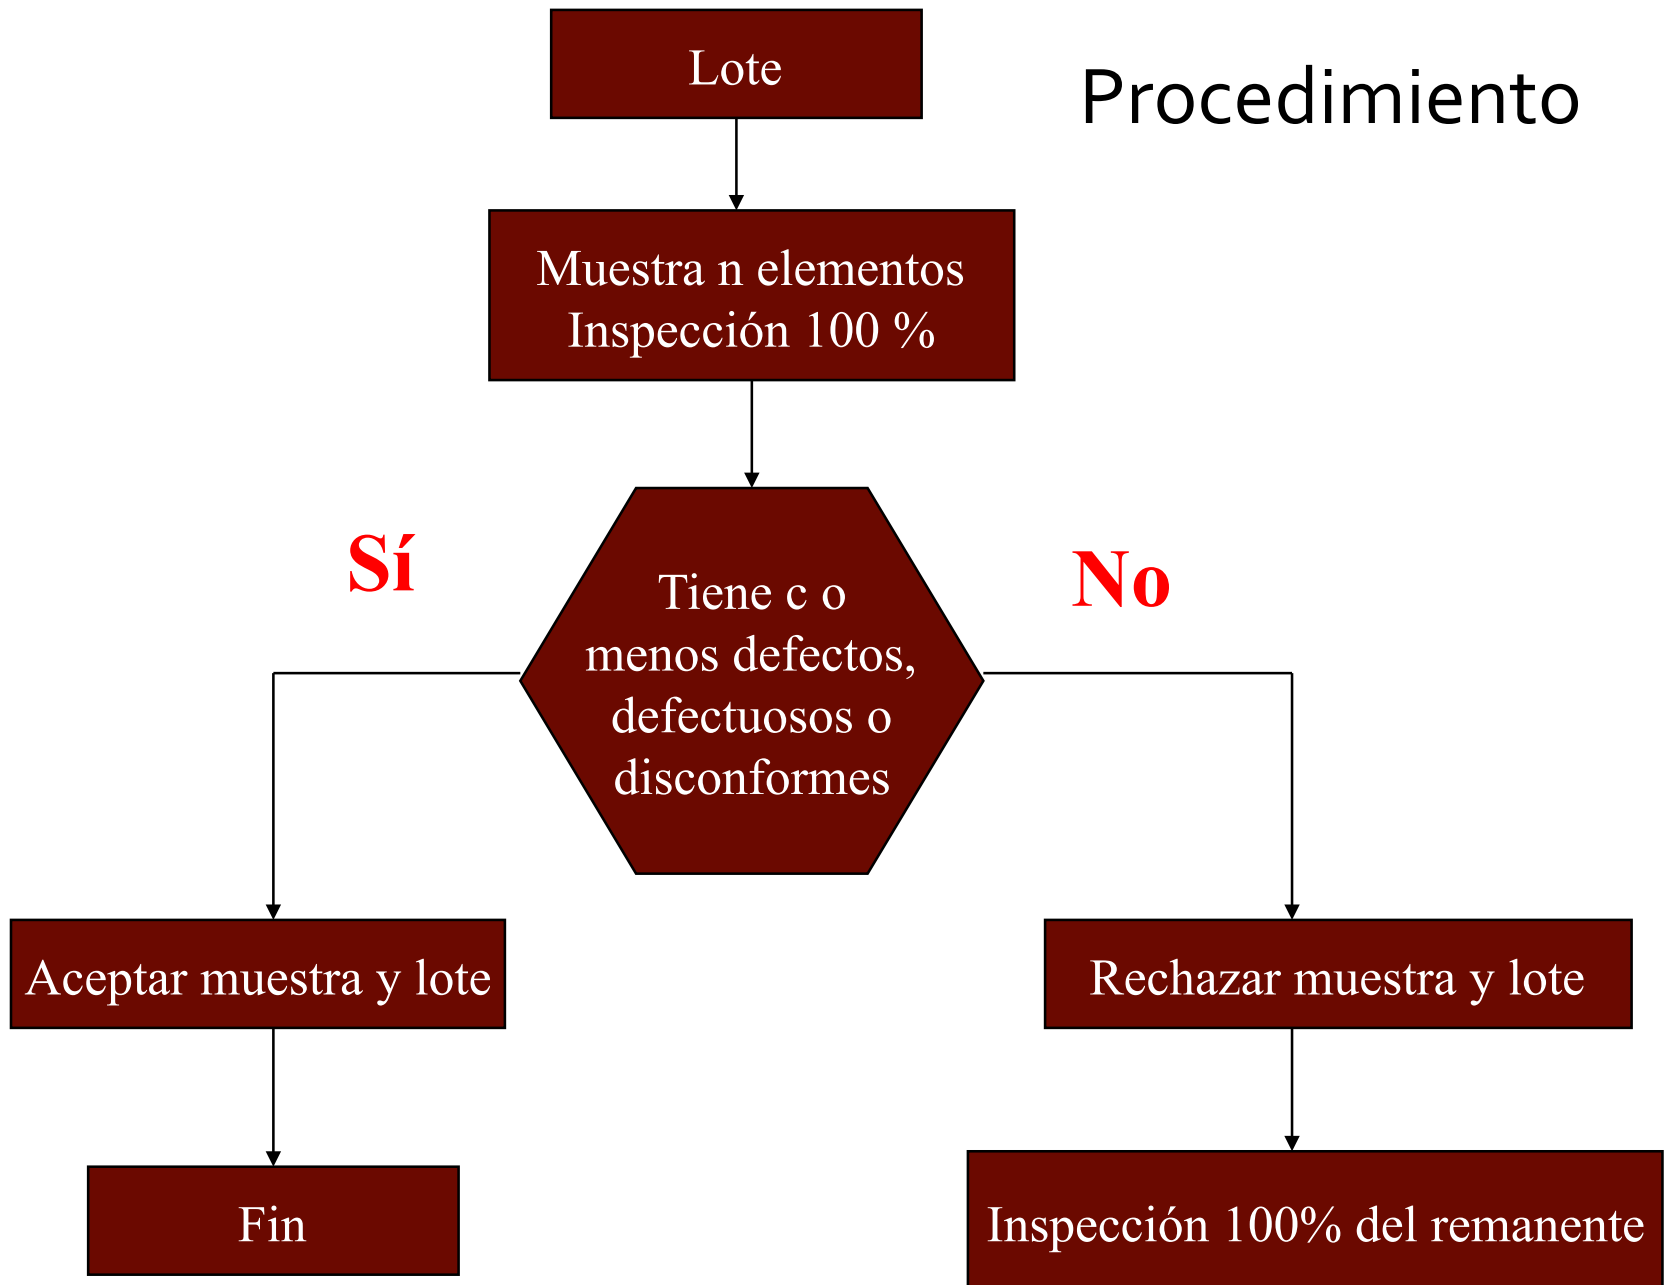 Lote
Procedimiento
Muestra n elementos
Inspección 100 %
Sí
No
Tiene c o
menos defectos,
defectuosos o
disconformes
Aceptar muestra y lote
Rechazar muestra y lote
Fin
Inspección 100% del remanente